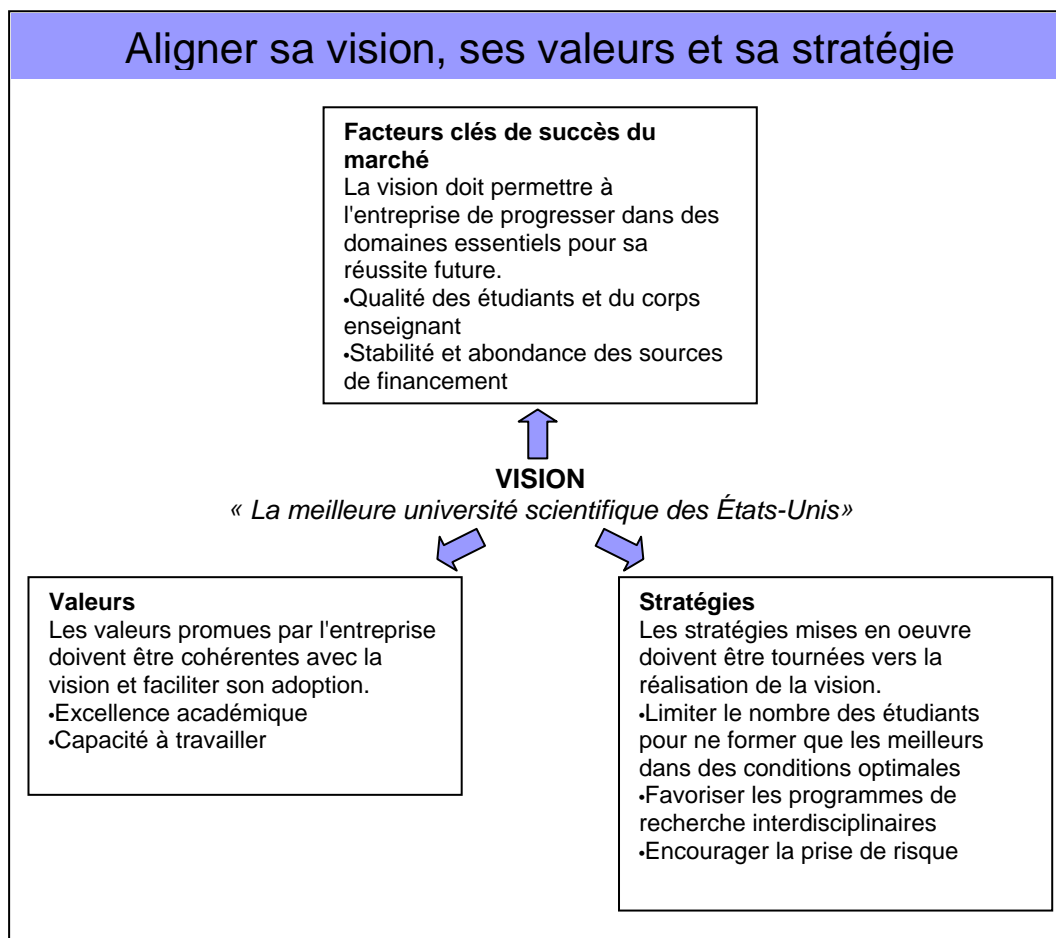 Aligner sa vision, ses valeurs et sa stratégie
Facteurs clés de succès du
marché
La vision doit permettre à
l'entreprise de progresser dans des
domaines essentiels pour sa
réussite future.
•Qualité des étudiants et du corps
enseignant
•Stabilité et abondance des sources
de financement
VISION
« La meilleure université scientifique des États-Unis»
Valeurs
Les valeurs promues par l'entreprise
doivent être cohérentes avec la
vision et faciliter son adoption.
•Excellence académique
•Capacité à travailler
Stratégies
Les stratégies mises en oeuvre
doivent être tournées vers la
réalisation de la vision.
•Limiter le nombre des étudiants
pour ne former que les meilleurs
dans des conditions optimales
•Favoriser les programmes de
recherche interdisciplinaires
•Encourager la prise de risque